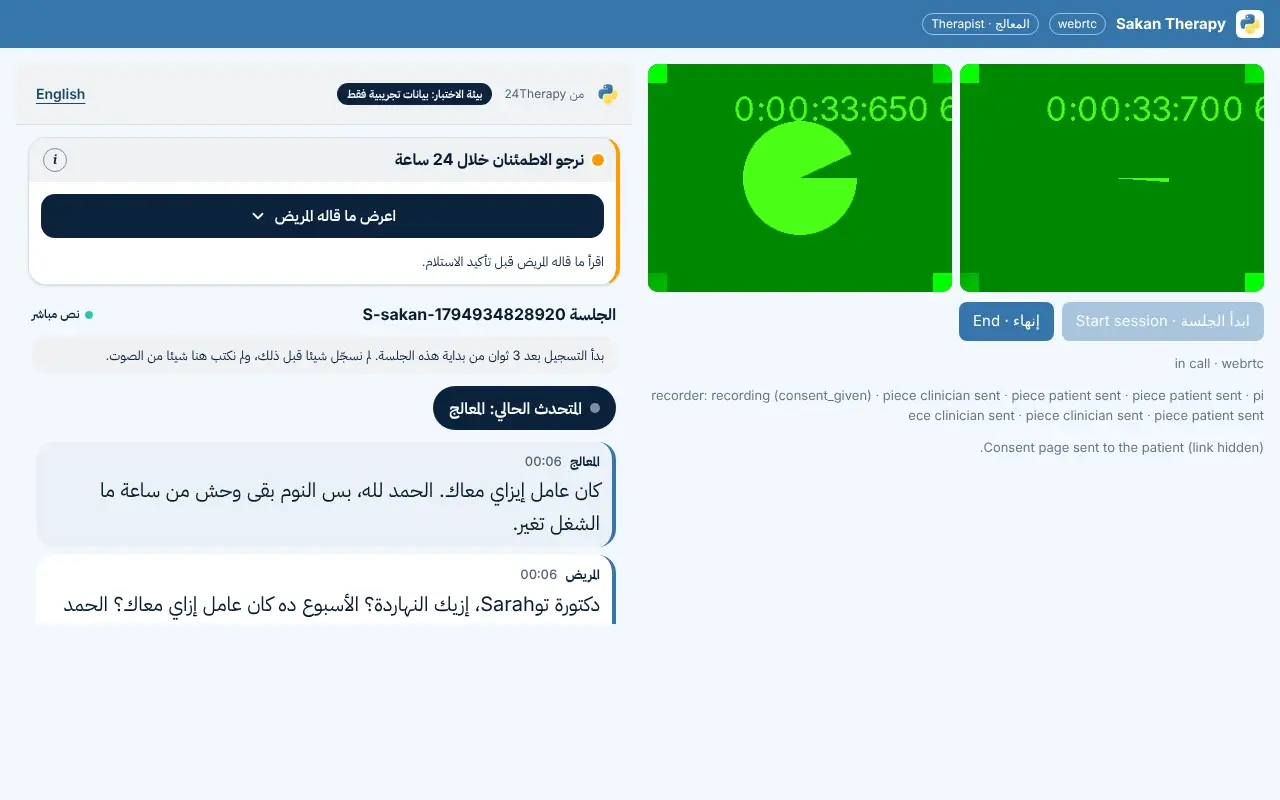 Sakan Therapy
webrtc
Therapist · المعالج
0:00:33:650 6
0:00:33:700 6
ابدأ الجلسة · Start session
إنهاء · End
in call · webrtc
recorder: recording (consent_given) · piece clinician sent · piece patient sent · piece patient sent · pi
ece clinician sent · piece clinician sent · piece patient sent
Consent page sent to the patient (link hidden).
من 24Therapy
بيئة الاختبار: بيانات تجريبية فقط
English
نرجو الاطمئنان خلال 24 ساعة
i
اعرض ما قاله المريض
اقرأ ما قاله المريض قبل تأكيد الاستلام.
الجلسة S-sakan-1794934828920
نص مباشر
بدأ التسجيل بعد 3 ثوان من بداية هذه الجلسة. لم نسجّل شيئا قبل ذلك، ولم نكتب هنا شيئا من الصوت.
المتحدث الحالي: المعالج
المعالج 00:06
كان عامل إيزاي معاك. الحمد لله، بس النوم بقى وحش من ساعة ما
الشغل تغير.
المريض 00:06
دكتورة توSarah، إزيك النهاردة؟ الأسبوع ده كان عامل إزاي معاك؟ الحمد